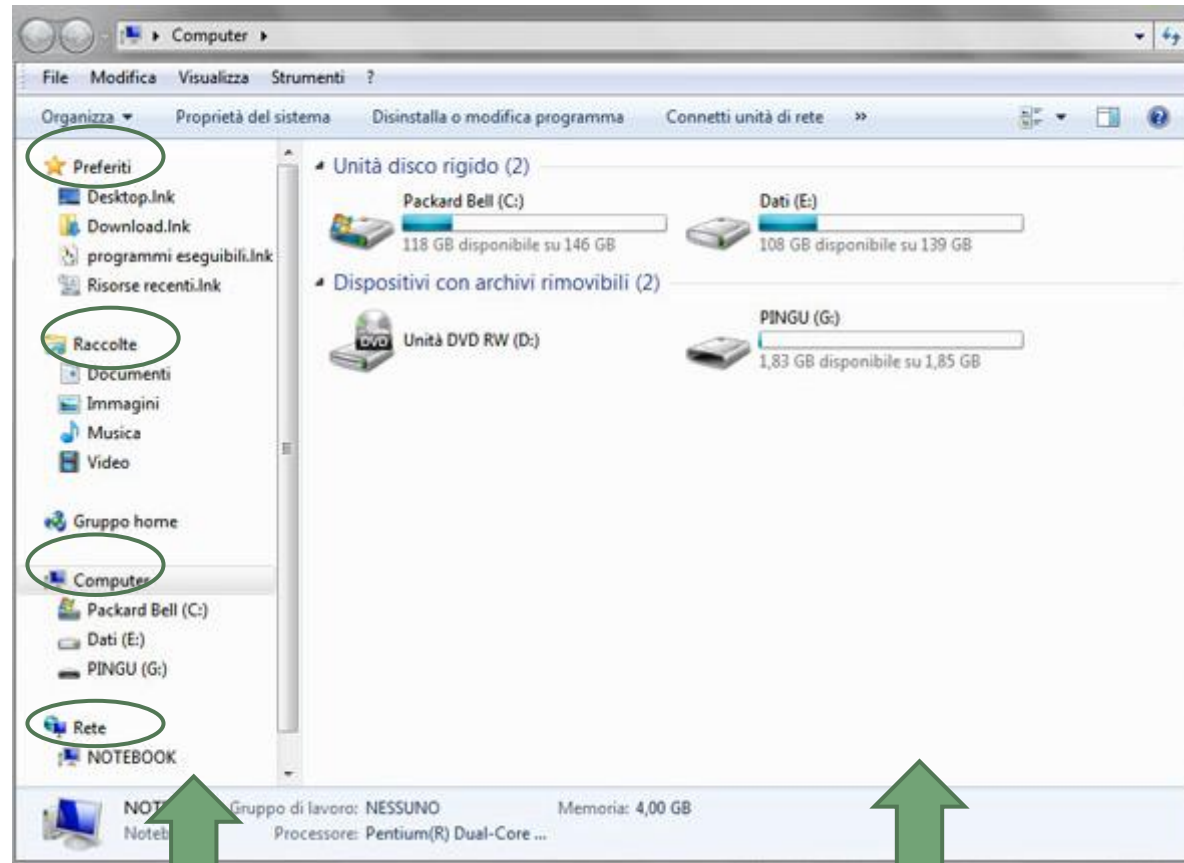 Computer
File Modifica Visualizza Strumenti ?
Organizza Proprietà del sistema Disinstalla o modifica programma Connetti unità di rete »
Preferiti
Desktop.lnk
Download.lnk
programmi eseguibili.lnk
Risorse recenti.lnk
Raccolte
Documenti
Immagini
Musica
Video
Gruppo home
Computer
Packard Bell (C:)
Dati (E:)
PINGU (G:)
Rete
NOTEBOOK
Unità disco rigido (2)
Packard Bell (C:)
118 GB disponibile su 146 GB
Dati (E:)
108 GB disponibile su 139 GB
Dispositivi con archivi rimovibili (2)
DVD
Unità DVD RW (D:)
PINGU (G:)
1,83 GB disponibile su 1,85 GB
Gruppo di lavoro: NESSUNO Memoria: 4,00 GB
Processore: Pentium(R) Dual-Core ...